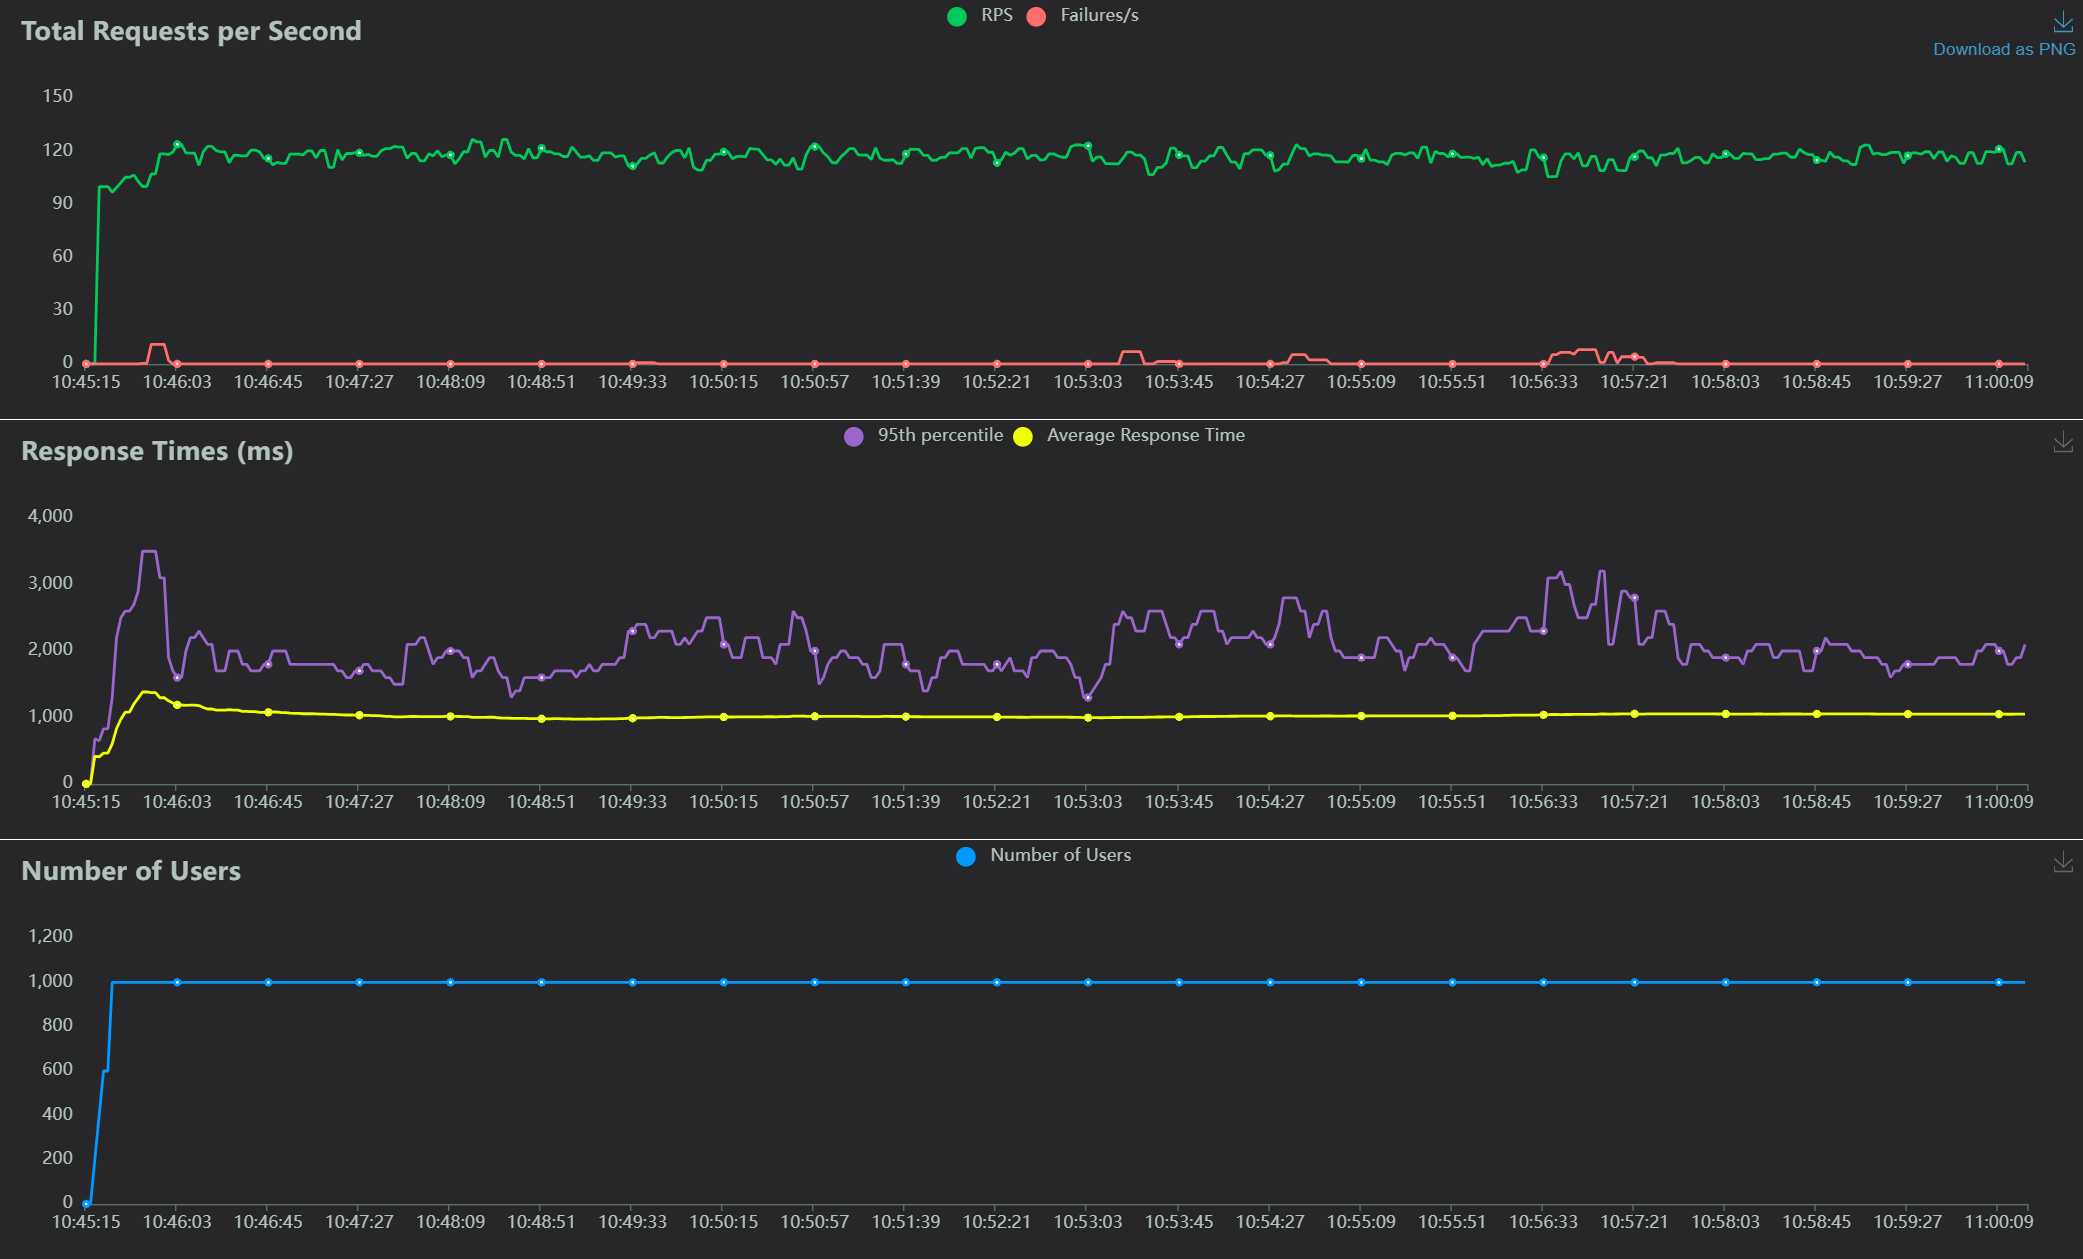 Total Requests per Second
RPS Failures/s
Download as PNG
150
120
90
60
30
0
10:45:15 10:46:03 10:46:45 10:47:27 10:48:09 10:48:51 10:49:33 10:50:15 10:50:57 10:51:39 10:52:21 10:53:03 10:53:45 10:54:27 10:55:09 10:55:51 10:56:33 10:57:21 10:58:03 10:58:45 10:59:27 11:00:09
Response Times (ms)
95th percentile Average Response Time
4,000
3,000
2,000
1,000
0
10:45:15 10:46:03 10:46:45 10:47:27 10:48:09 10:48:51 10:49:33 10:50:15 10:50:57 10:51:39 10:52:21 10:53:03 10:53:45 10:54:27 10:55:09 10:55:51 10:56:33 10:57:21 10:58:03 10:58:45 10:59:27 11:00:09
Number of Users
Number of Users
1,200
1,000
800
600
400
200
0
10:45:15 10:46:03 10:46:45 10:47:27 10:48:09 10:48:51 10:49:33 10:50:15 10:50:57 10:51:39 10:52:21 10:53:03 10:53:45 10:54:27 10:55:09 10:55:51 10:56:33 10:57:21 10:58:03 10:58:45 10:59:27 11:00:09